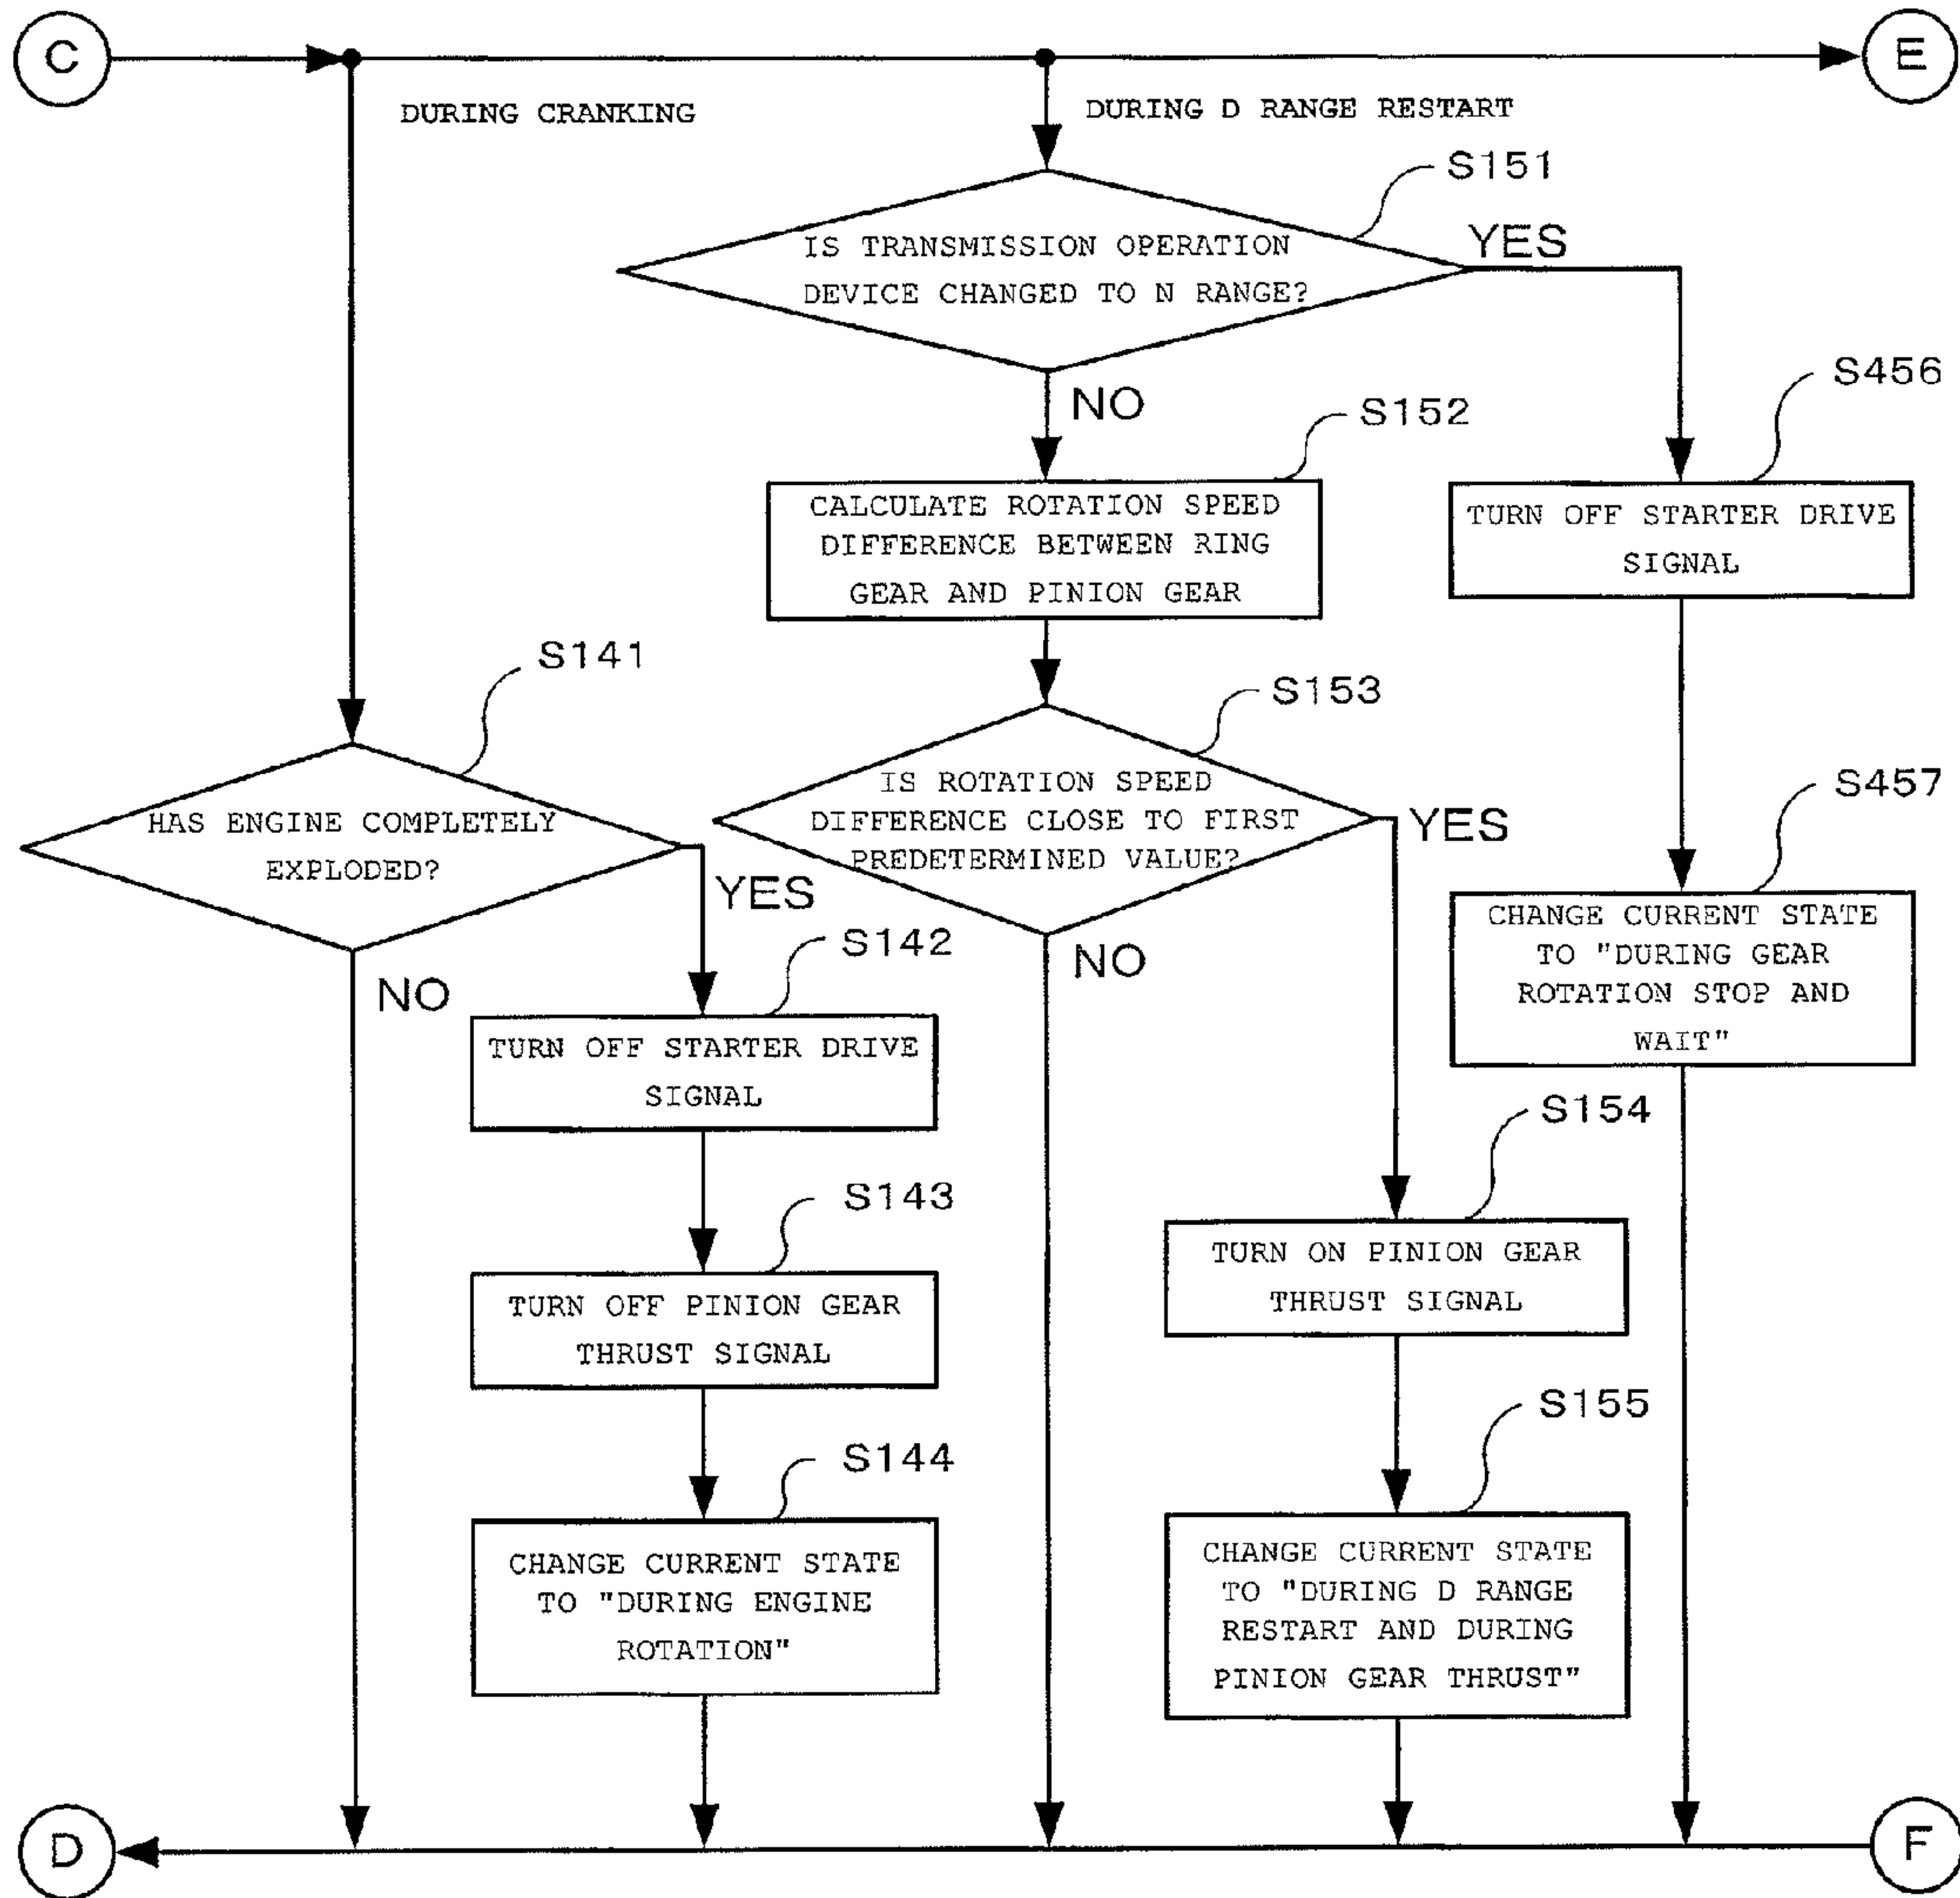 C
E
DURING CRANKING
DURING D RANGE RESTART
S151
IS TRANSMISSION OPERATION
DEVICE CHANGED TO N RANGE?
YES
NO
S456
TURN OFF STARTER DRIVE
SIGNAL
S152
CALCULATE ROTATION SPEED
DIFFERENCE BETWEEN RING
GEAR AND PINION GEAR
S141
HAS ENGINE COMPLETELY
EXPLODED?
YES
NO
S153
IS ROTATION SPEED
DIFFERENCE CLOSE TO FIRST
PREDETERMINED VALUE?
YES
NO
S457
CHANGE CURRENT STATE
TO "DURING GEAR
ROTATION STOP AND
WAIT"
S142
TURN OFF STARTER DRIVE
SIGNAL
S154
TURN ON PINION GEAR
THRUST SIGNAL
S143
TURN OFF PINION GEAR
THRUST SIGNAL
S155
CHANGE CURRENT STATE
TO "DURING D RANGE
RESTART AND DURING
PINION GEAR THRUST"
S144
CHANGE CURRENT STATE
TO "DURING ENGINE
ROTATION"
D
F